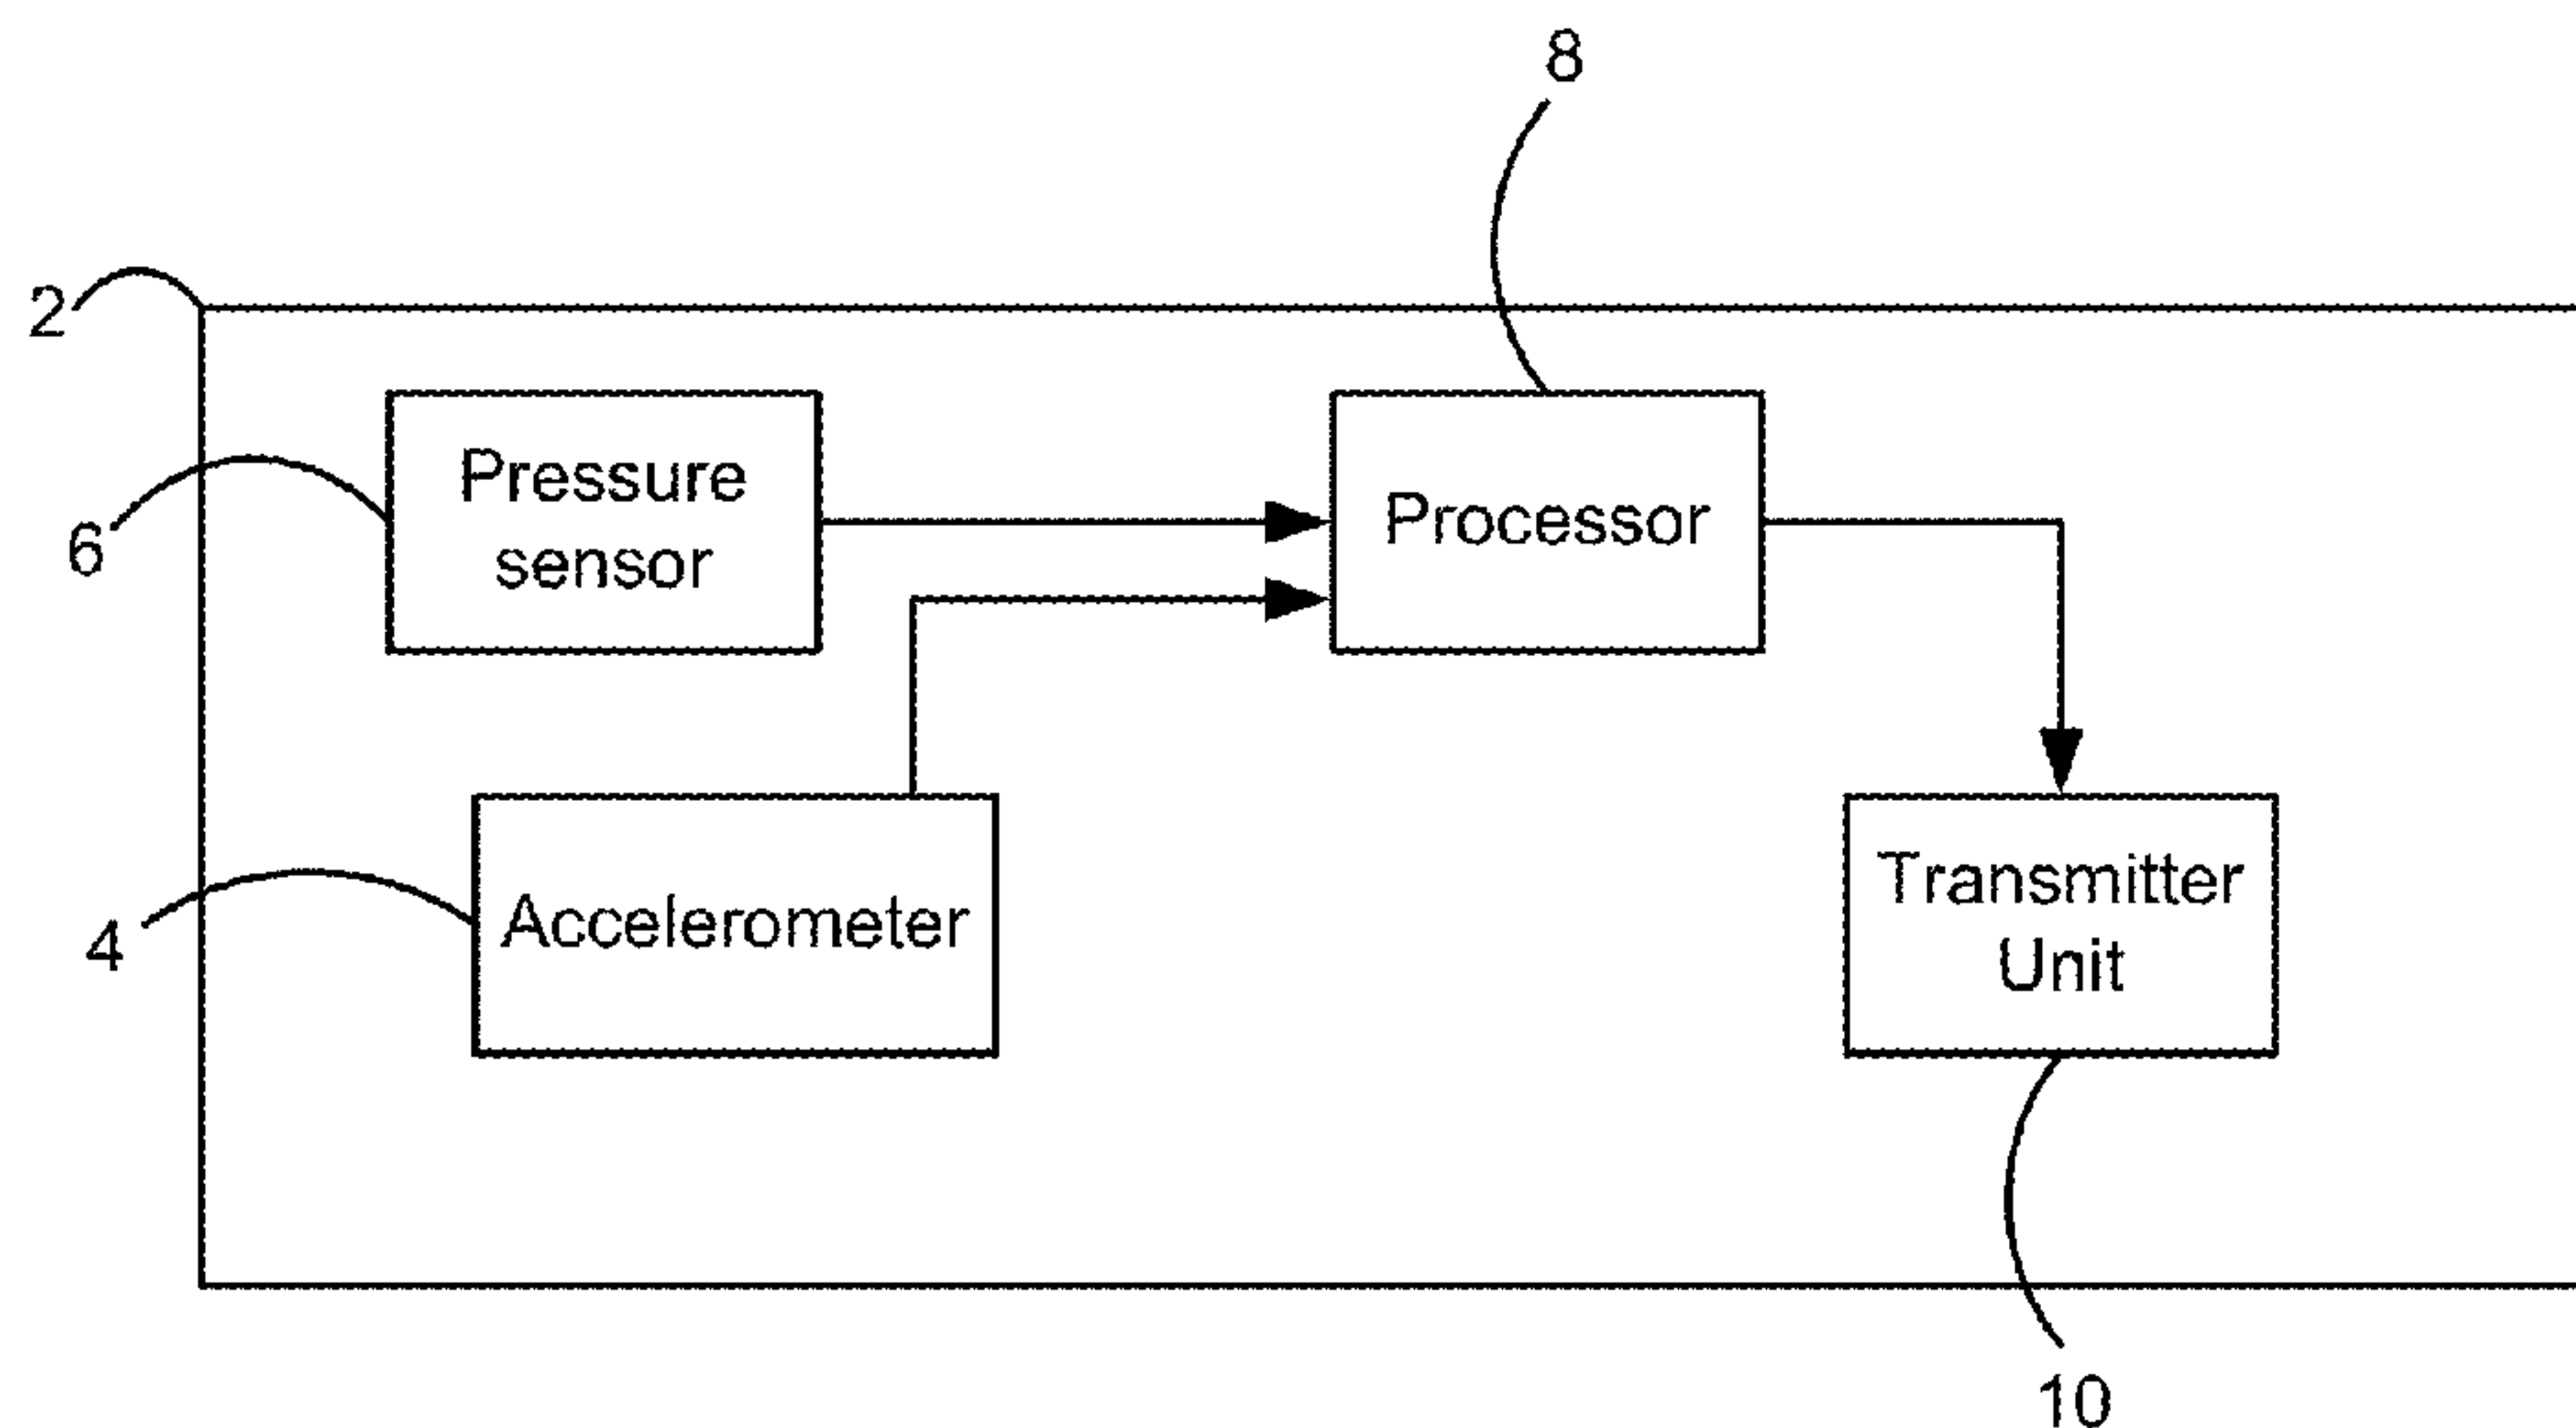 8
2
Pressure
sensor
Processor
6
Accelerometer
4
Transmitter
Unit
10